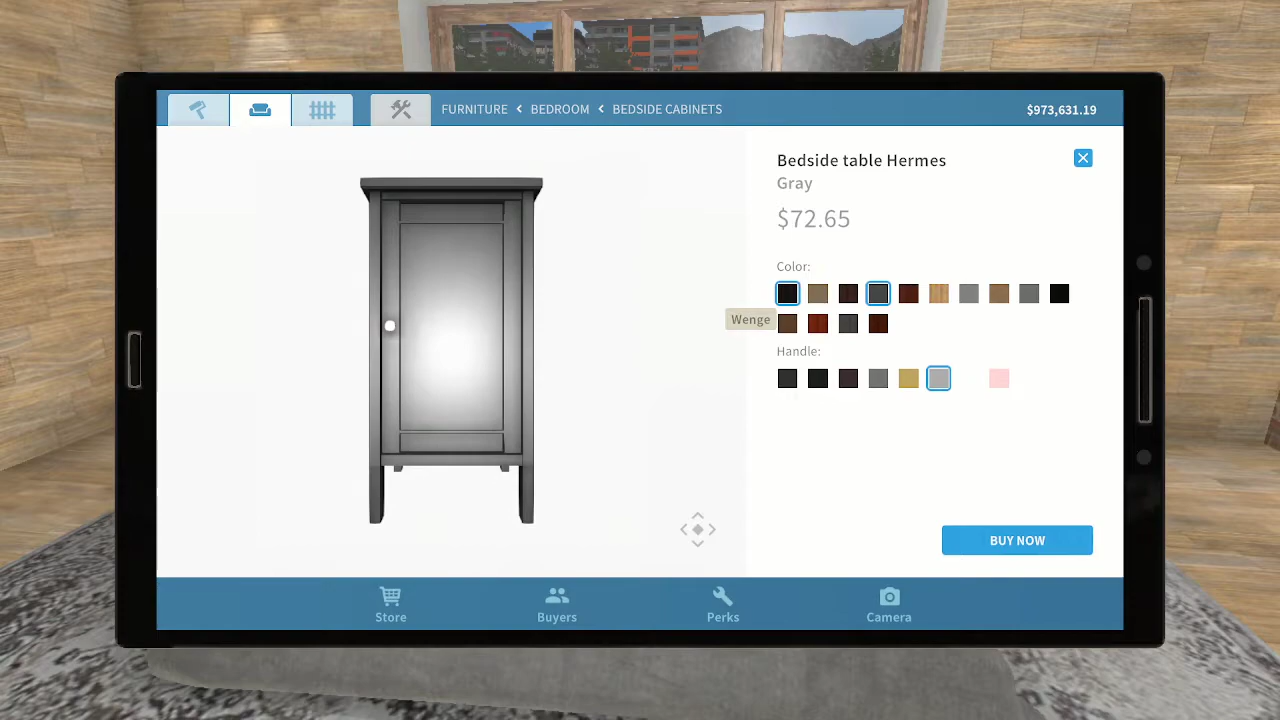 FURNITURE < BEDROOM < BEDSIDE CABINETS
$973,631.19
Bedside table Hermes
Gray
$72.65
Color:
Wenge
Handle:
BUY NOW
Store
Buyers
Perks
Camera